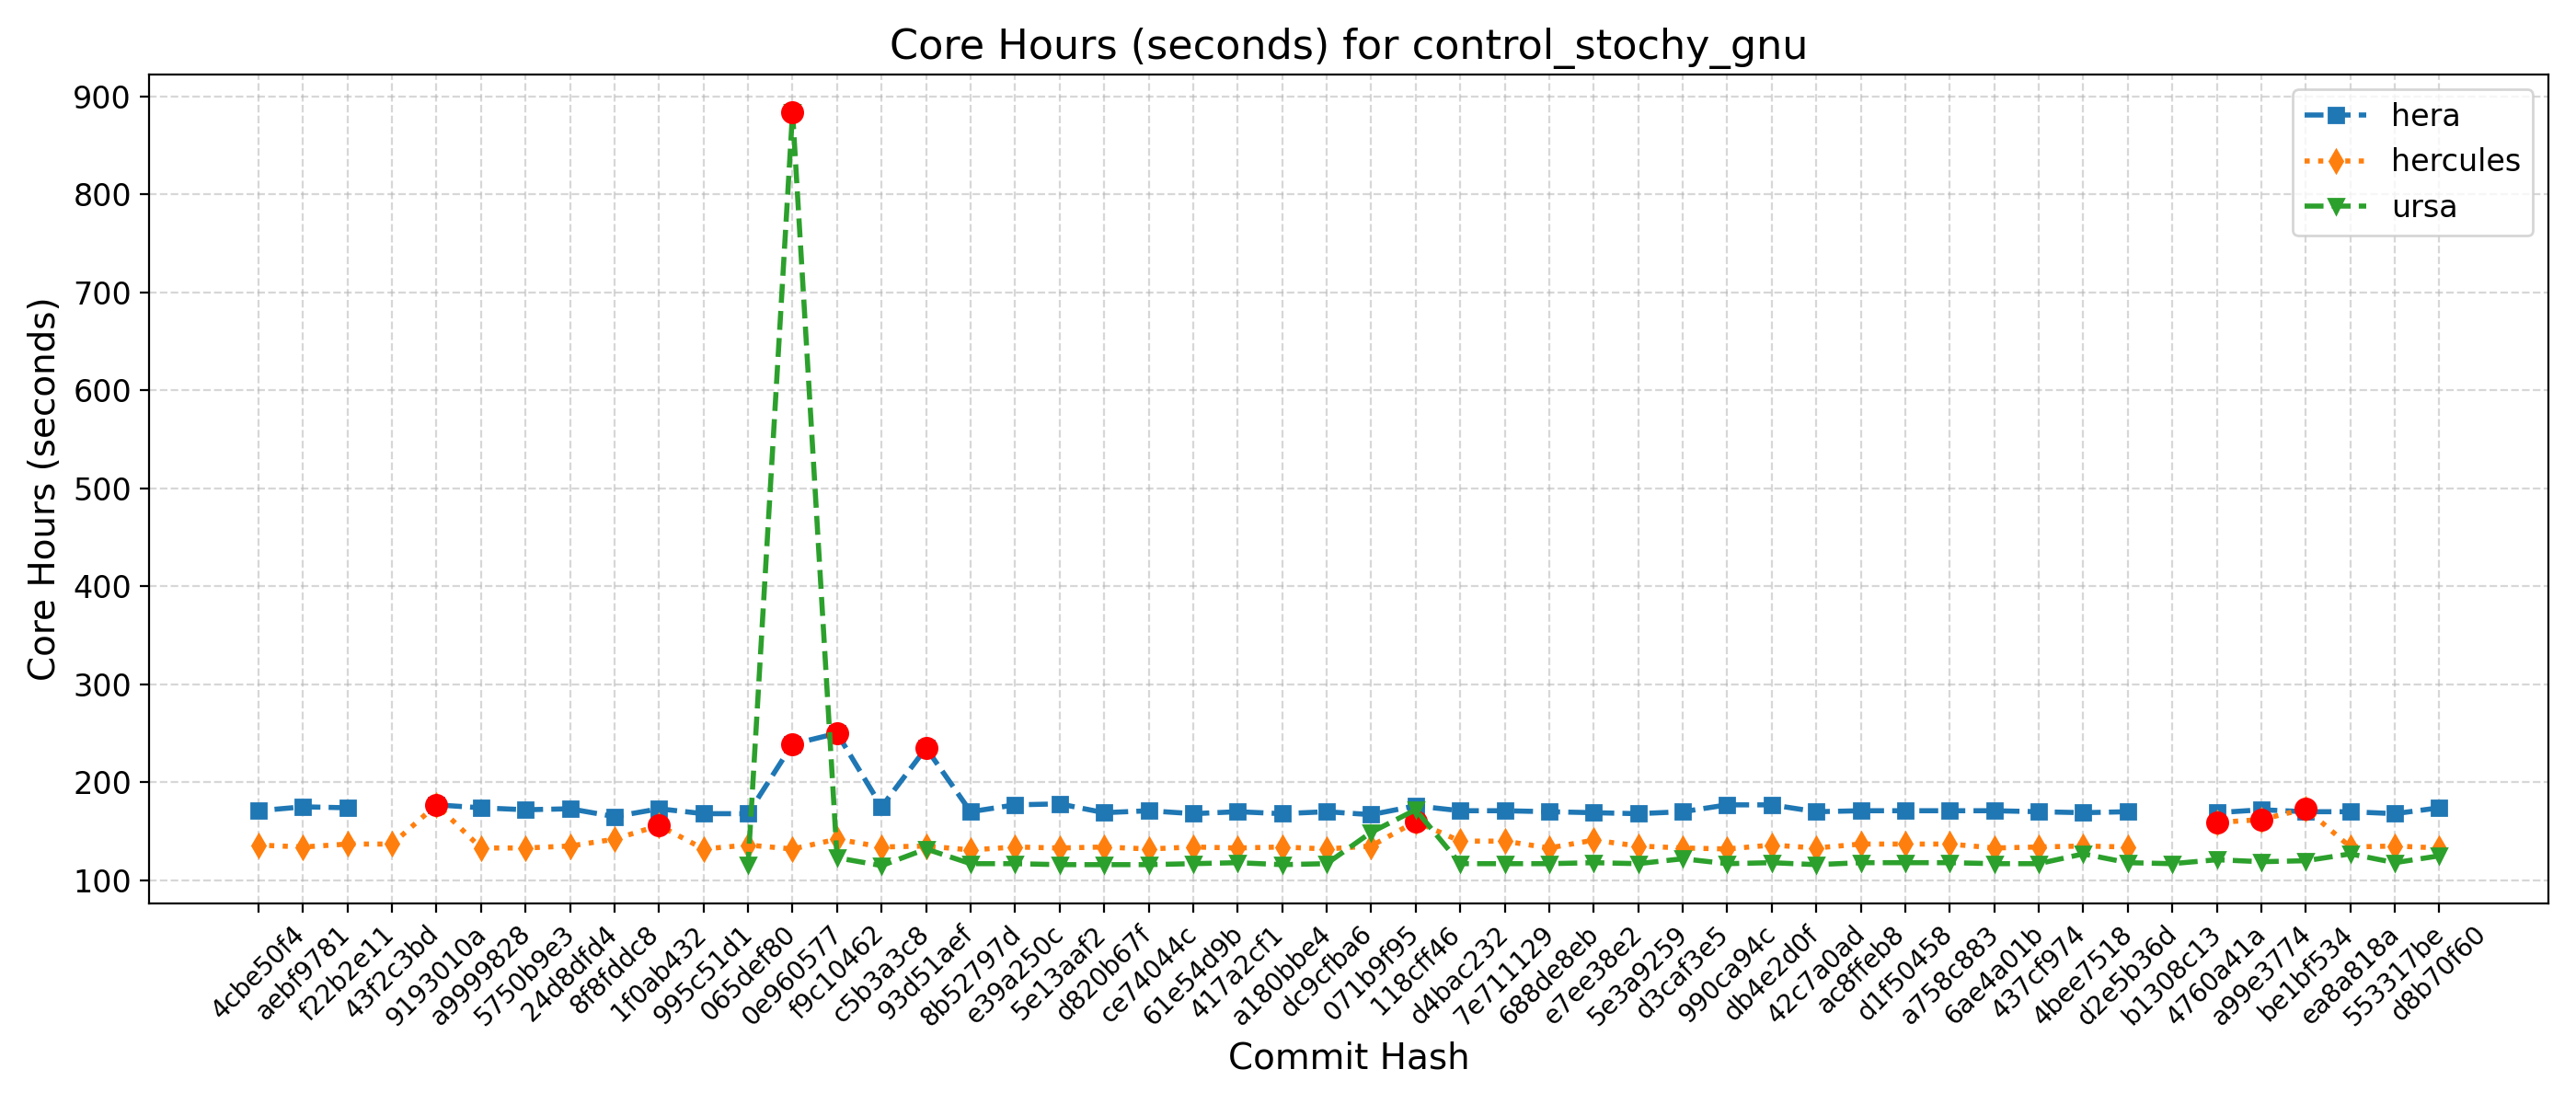 Core Hours (seconds) for control_stochy_gnu
900
800
700
600
500
400
300
200
100
Core Hours (seconds)
hera
hercules
ursa
4cbe50f4
aebf9781
f22b2e11
43f2c3bd
9193010a
a9999828
5750b9e3
24d8dfd4
8f8fddc8
1f0ab432
995c51d1
065def80
0e960577
f9c10462
c5b3a3c8
93d51aef
8b52797d
e39a250c
5e13aaf2
d820b67f
ce74044c
61e54d9b
417a2cf1
a180bbe4
dc9cfba6
071b9f95
118cff46
d4bac232
7e711129
688de8eb
e7ee38e2
5e3a9259
d3caf3e5
990ca94c
db4e2d0f
42c7a0ad
ac8ffeb8
d1f50458
a758c883
6ae4a01b
437cf974
4bee7518
d2e5b36d
b1308c13
4760a41a
a99e3774
be1bf534
ea8a818a
553317be
d8b70f60
Commit Hash